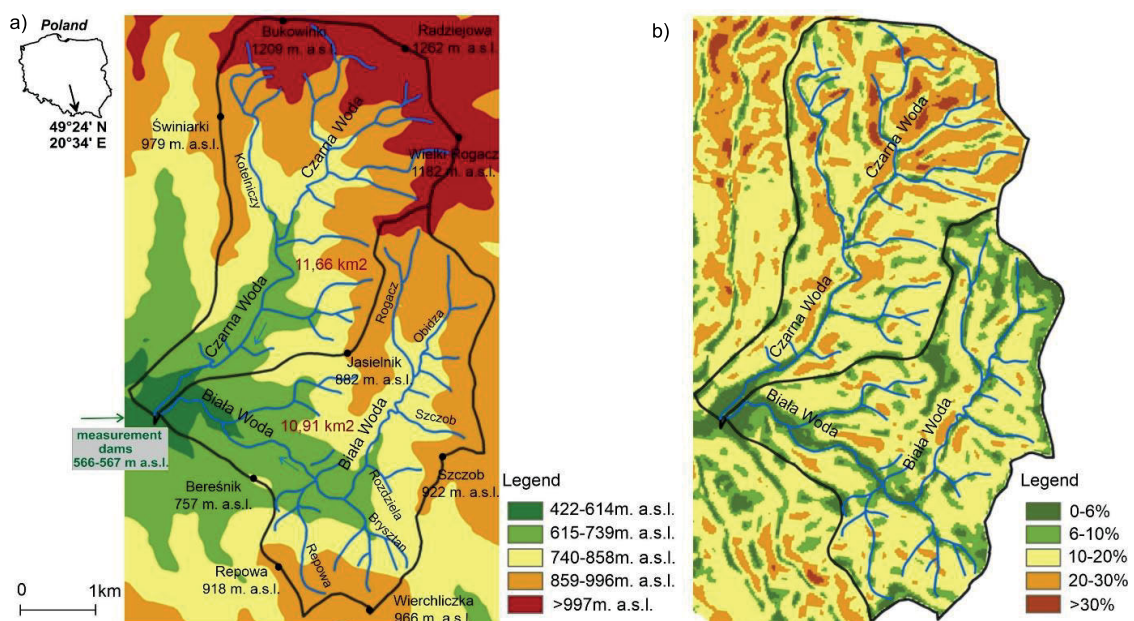 a)
Poland
49°24' N
20°34' E
Bukowinki
1209 m. a.s.l.
Radziejowa
1262 m. a.s.l.
Świniarki
979 m. a.s.l.
Kotelniczy
Czarna Woda
Wielki Rogacz
1182 m. a.s.l.
11,66 km2
Czarna Woda
Rogacz
Obidza
Jasielnik
882 m. a.s.l.
Biała Woda
10,91 km2
Biała Woda
Szczob
measurement
dams
566-567 m a.s.l.
Bereśnik
757 m. a.s.l.
Szczob
922 m. a.s.l.
Rozdziela
Brysztan
Repowa
Repowa
918 m. a.s.l.
Wierchliczka
966 m. a.s.l.
0
1km
Legend
422-614m. a.s.l.
615-739m. a.s.l.
740-858m. a.s.l.
859-996m. a.s.l.
>997m. a.s.l.
b)
Czarna Woda
Czarna Woda
Biała Woda
Biała Woda
Legend
0-6%
6-10%
10-20%
20-30%
>30%